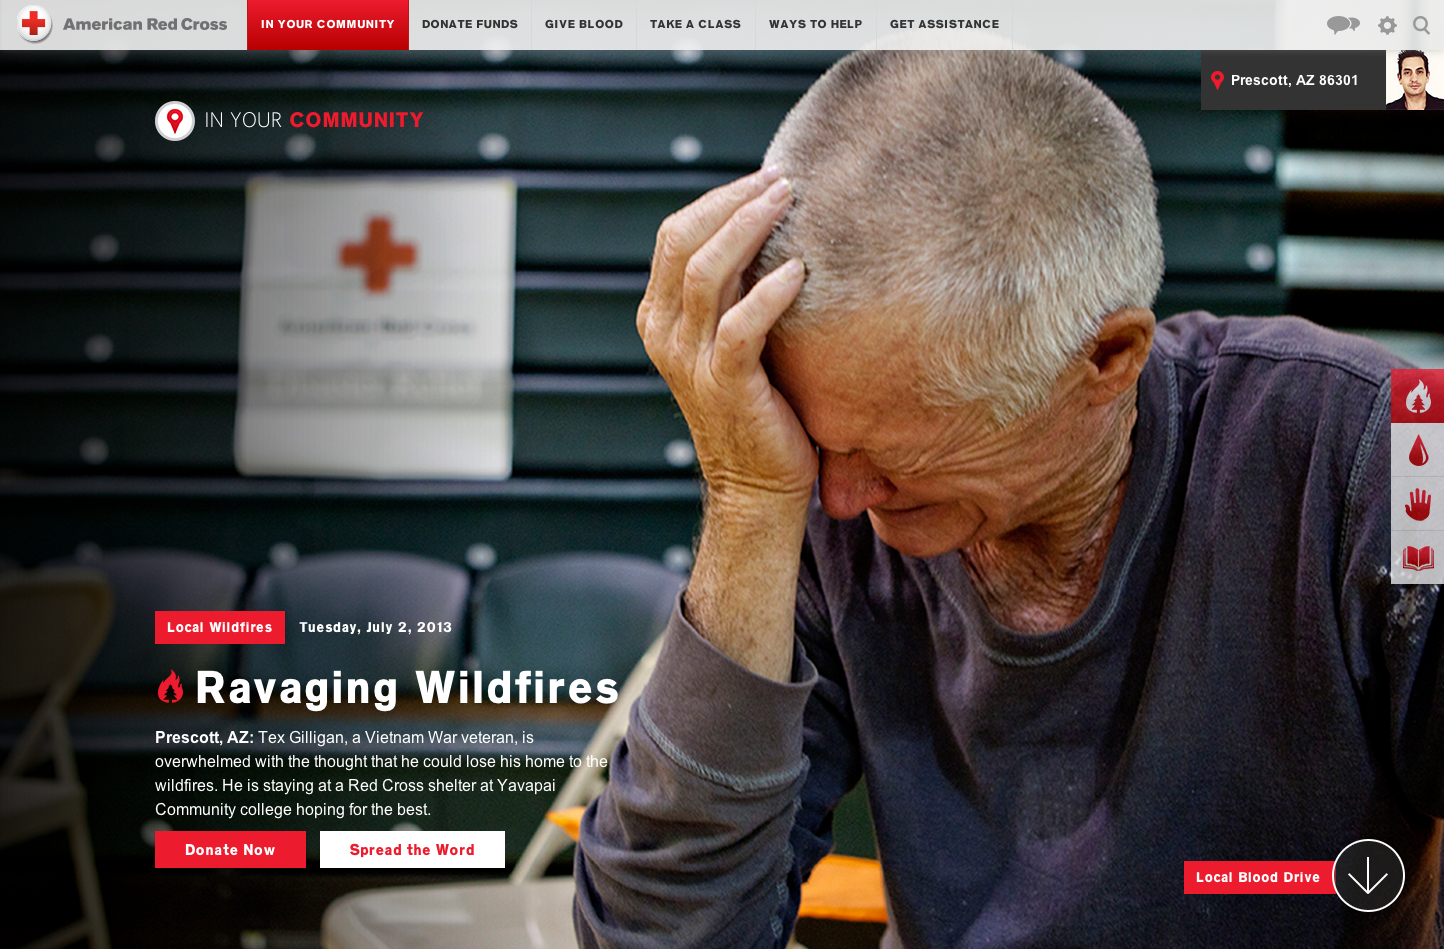 American Red Cross
IN YOUR COMMUNITY
DONATE FUNDS
GIVE BLOOD
TAKE A CLASS
WAYS TO HELP
GET ASSISTANCE
Prescott, AZ 86301
IN YOUR COMMUNITY
American Red Cross
Local Wildfires
Tuesday, July 2, 2013
Ravaging Wildfires
Prescott, AZ: Tex Gilligan, a Vietnam War veteran, is
overwhelmed with the thought that he could lose his home to the
wildfires. He is staying at a Red Cross shelter at Yavapai
Community college hoping for the best.
Donate Now
Spread the Word
Local Blood Drive